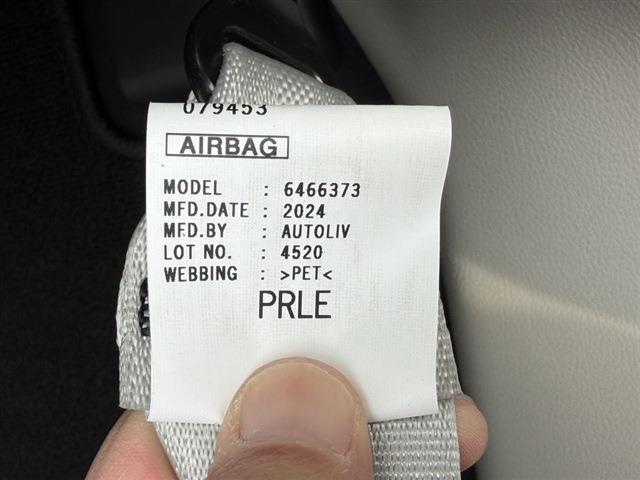 079453
AIRBAG
MODEL : 6466373
MFD.DATE : 2024
MFD.BY : AUTOLIV
LOT NO. : 4520
WEBBING : >PET<
PRLE